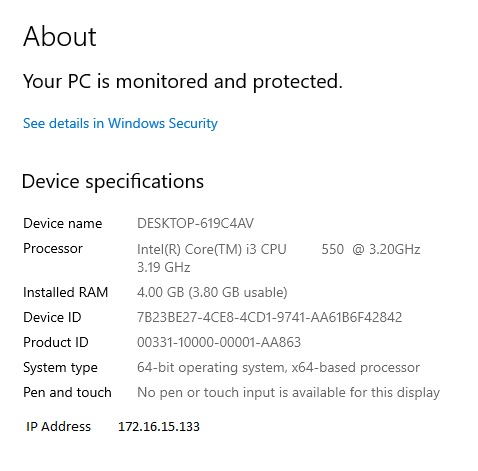 About
Your PC is monitored and protected.
See details in Windows Security
Device specifications
Device name DESKTOP-619C4AV
Processor Intel(R) Core(TM) i3 CPU 550 @ 3.20GHz
3.19 GHz
Installed RAM 4.00 GB (3.80 GB usable)
Device ID 7B23BE27-4CE8-4CD1-9741-AA61B6F42842
Product ID 00331-10000-00001-AA863
System type 64-bit operating system, x64-based processor
Pen and touch No pen or touch input is available for this display
IP Address 172.16.15.133